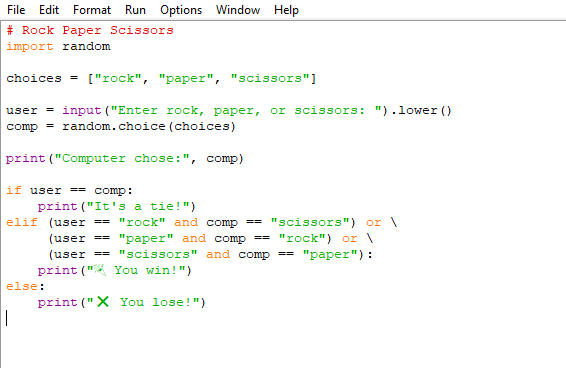 File Edit Format Run Options Window Help
# Rock Paper Scissors
import random
choices = ["rock", "paper", "scissors"]
user = input("Enter rock, paper, or scissors: ").lower()
comp = random.choice(choices)
print("Computer chose:", comp)
if user == comp:
    print("It's a tie!")
elif (user == "rock" and comp == "scissors") or \
     (user == "paper" and comp == "rock") or \
     (user == "scissors" and comp == "paper"):
    print(" You win!")
else:
    print("❌ You lose!")